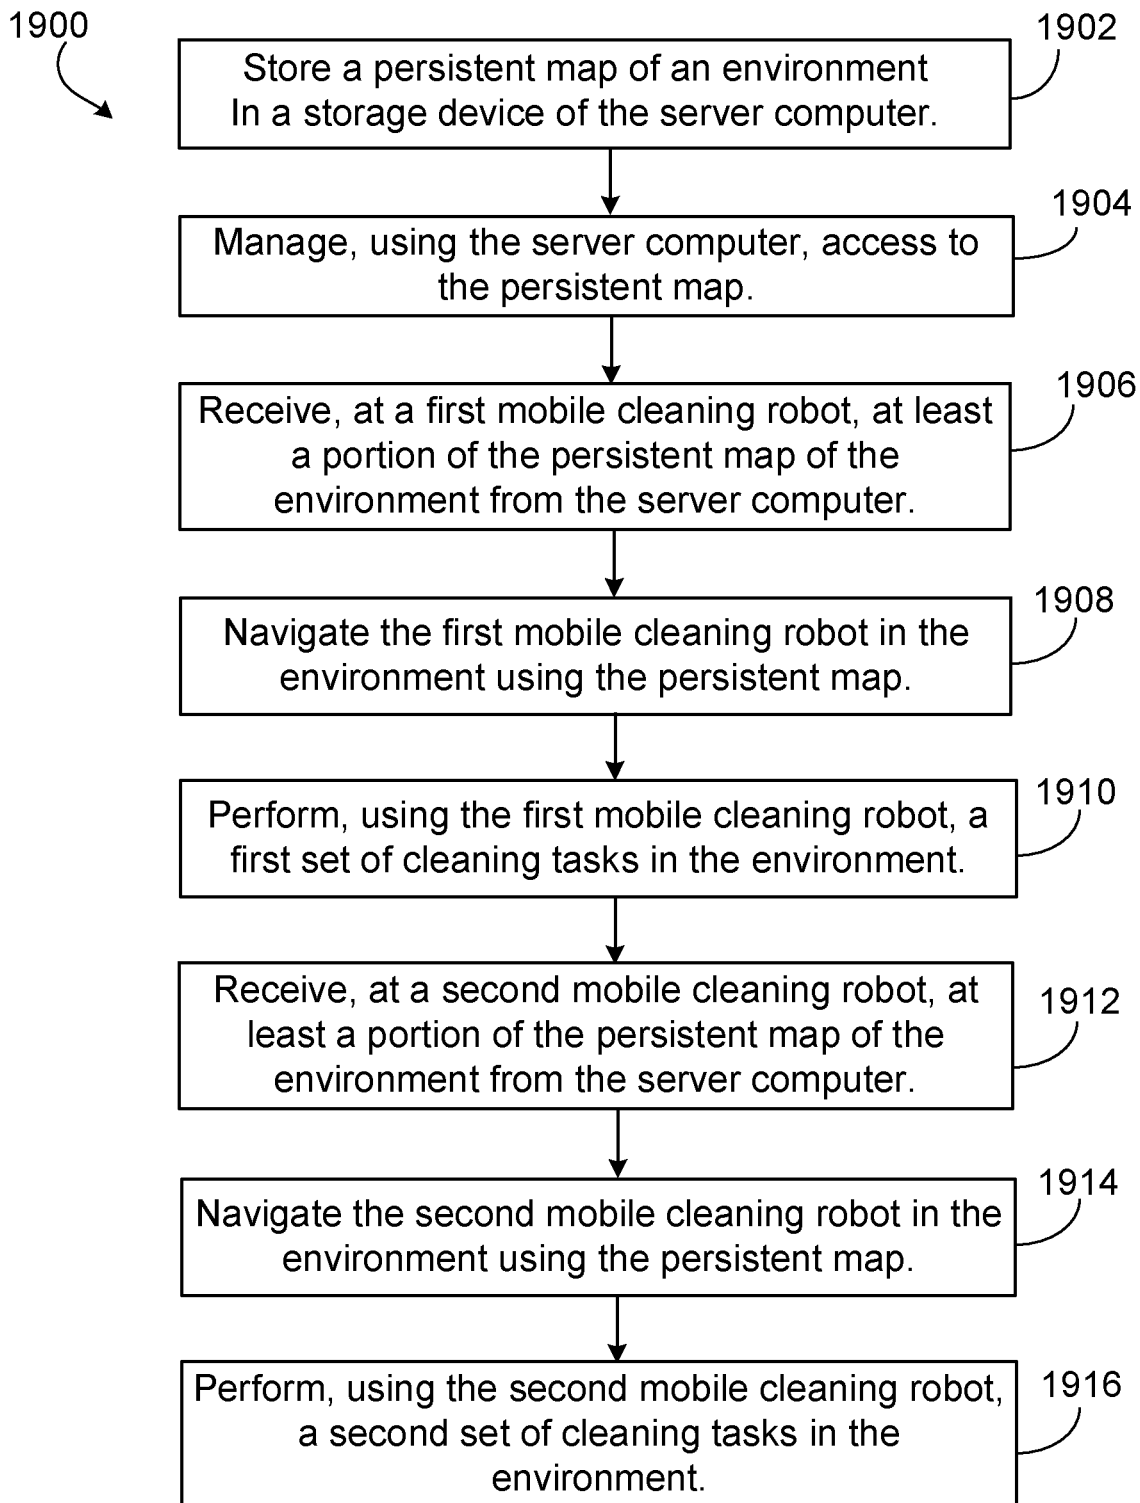 1900
1902
Store a persistent map of an environment
In a storage device of the server computer.
1904
Manage, using the server computer, access to
the persistent map.
1906
Receive, at a first mobile cleaning robot, at least
a portion of the persistent map of the
environment from the server computer.
1908
Navigate the first mobile cleaning robot in the
environment using the persistent map.
1910
Perform, using the first mobile cleaning robot, a
first set of cleaning tasks in the environment.
1912
Receive, at a second mobile cleaning robot, at
least a portion of the persistent map of the
environment from the server computer.
1914
Navigate the second mobile cleaning robot in the
environment using the persistent map.
1916
Perform, using the second mobile cleaning robot,
a second set of cleaning tasks in the
environment.